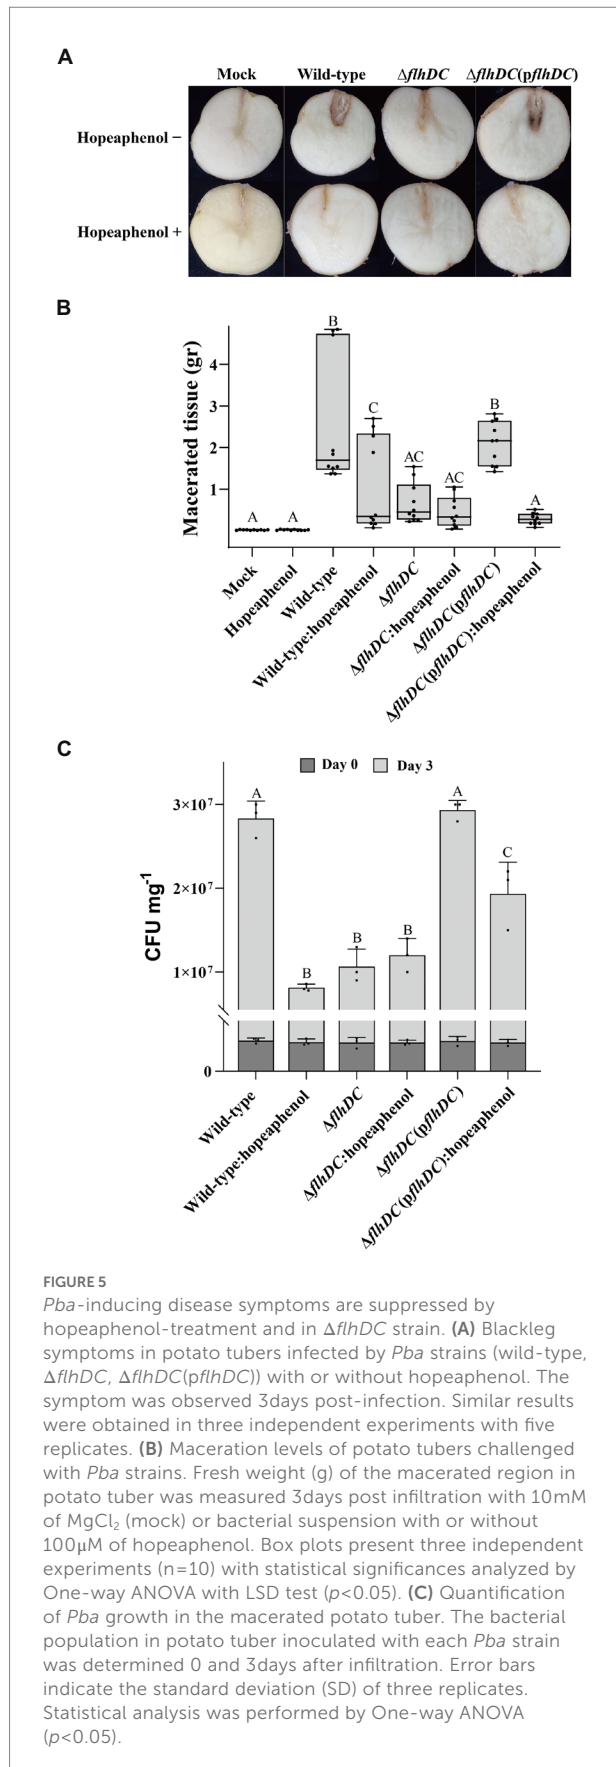 A
Mock Wild-type ΔflhDC ΔflhDC(pflhDC)
Hopeaphenol −
Hopeaphenol +
B
Macerated tissue (gr)
4
3
2
1
B
C
AC
AC
B
A
A
A
Mock
Hopeaphenol
Wild-type
Wild-type:hopeaphenol
ΔflhDC
ΔflhDC:hopeaphenol
ΔflhDC(pflhDC)
ΔflhDC(pflhDC):hopeaphenol
C
Day 0 Day 3
CFU mg⁻¹
3×10⁷
2×10⁷
1×10⁷
0
A
B
B
B
A
C
Wild-type
Wild-type:hopeaphenol
ΔflhDC
ΔflhDC:hopeaphenol
ΔflhDC(pflhDC)
ΔflhDC(pflhDC):hopeaphenol
FIGURE 5
Pba-inducing disease symptoms are suppressed by
hopeaphenol-treatment and in ΔflhDC strain. (A) Blackleg
symptoms in potato tubers infected by Pba strains (wild-type,
ΔflhDC, ΔflhDC(pflhDC)) with or without hopeaphenol. The
symptom was observed 3days post-infection. Similar results
were obtained in three independent experiments with five
replicates. (B) Maceration levels of potato tubers challenged
with Pba strains. Fresh weight (g) of the macerated region in
potato tuber was measured 3days post infiltration with 10mM
of MgCl₂ (mock) or bacterial suspension with or without
100μM of hopeaphenol. Box plots present three independent
experiments (n=10) with statistical significances analyzed by
One-way ANOVA with LSD test (p<0.05). (C) Quantification
of Pba growth in the macerated potato tuber. The bacterial
population in potato tuber inoculated with each Pba strain
was determined 0 and 3days after infiltration. Error bars
indicate the standard deviation (SD) of three replicates.
Statistical analysis was performed by One-way ANOVA
(p<0.05).